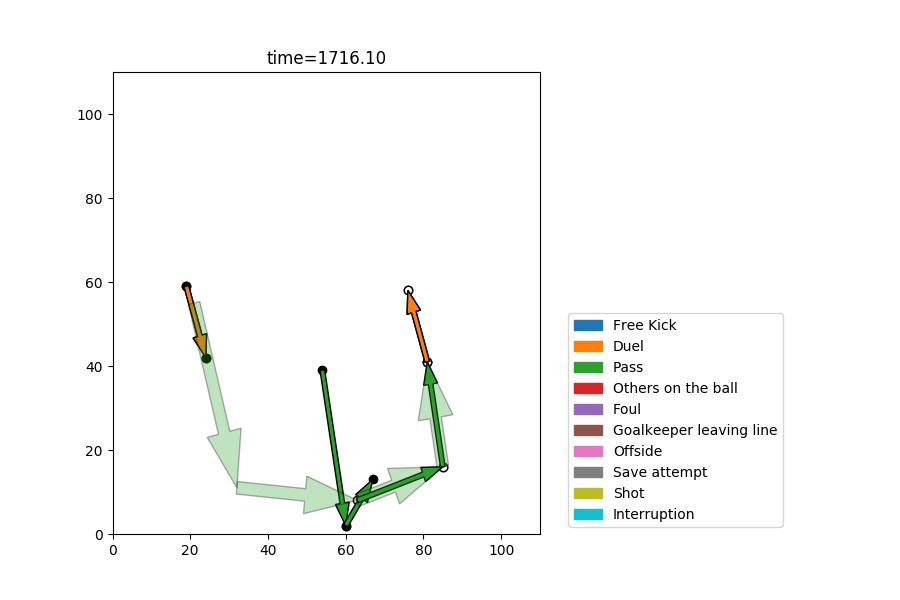 time=1716.10
100
80
60
40
20
0
0 20 40 60 80 100
Free Kick
Duel
Pass
Others on the ball
Foul
Goalkeeper leaving line
Offside
Save attempt
Shot
Interruption